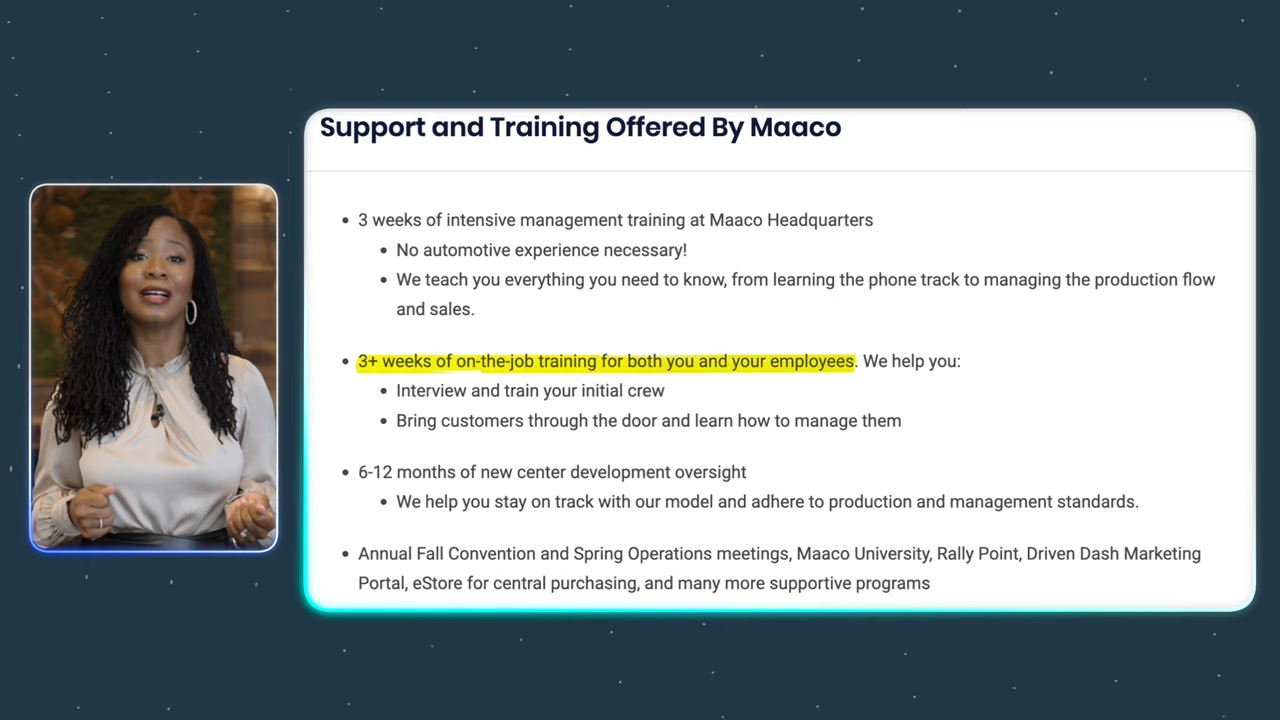 Support and Training Offered By Maaco
3 weeks of intensive management training at Maaco Headquarters
No automotive experience necessary!
We teach you everything you need to know, from learning the phone track to managing the production flow
and sales.
3+ weeks of on-the-job training for both you and your employees. We help you:
Interview and train your initial crew
Bring customers through the door and learn how to manage them
6-12 months of new center development oversight
We help you stay on track with our model and adhere to production and management standards.
Annual Fall Convention and Spring Operations meetings, Maaco University, Rally Point, Driven Dash Marketing
Portal, eStore for central purchasing, and many more supportive programs